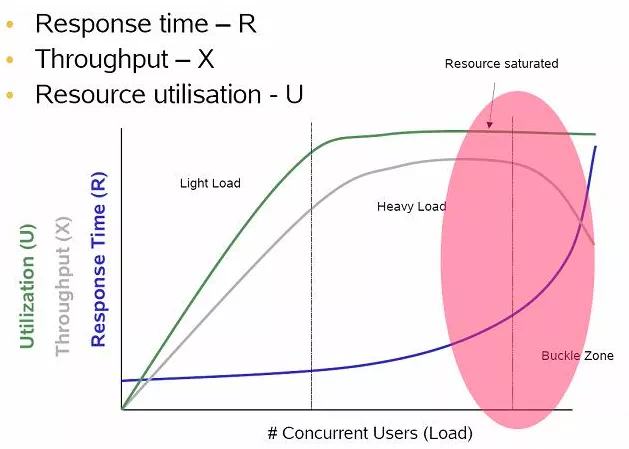 Response time – R
Throughput – X
Resource utilisation - U
Resource saturated
Light Load
Heavy Load
Utilization (U)
Throughput (X)
Response Time (R)
Buckle Zone
# Concurrent Users (Load)